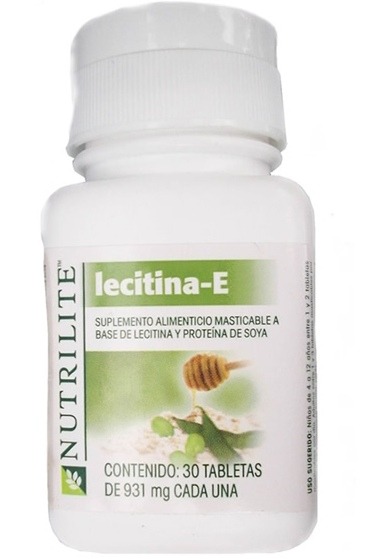 NUTRILITE™
lecitina-E
SUPLEMENTO ALIMENTICIO MASTICABLE A
BASE DE LECITINA Y PROTEÍNA DE SOYA
CONTENIDO: 30 TABLETAS
DE 931 mg CADA UNA
USO SUGERIDO: Niños de 4 a 12 años entre 1 y 2 tabletas